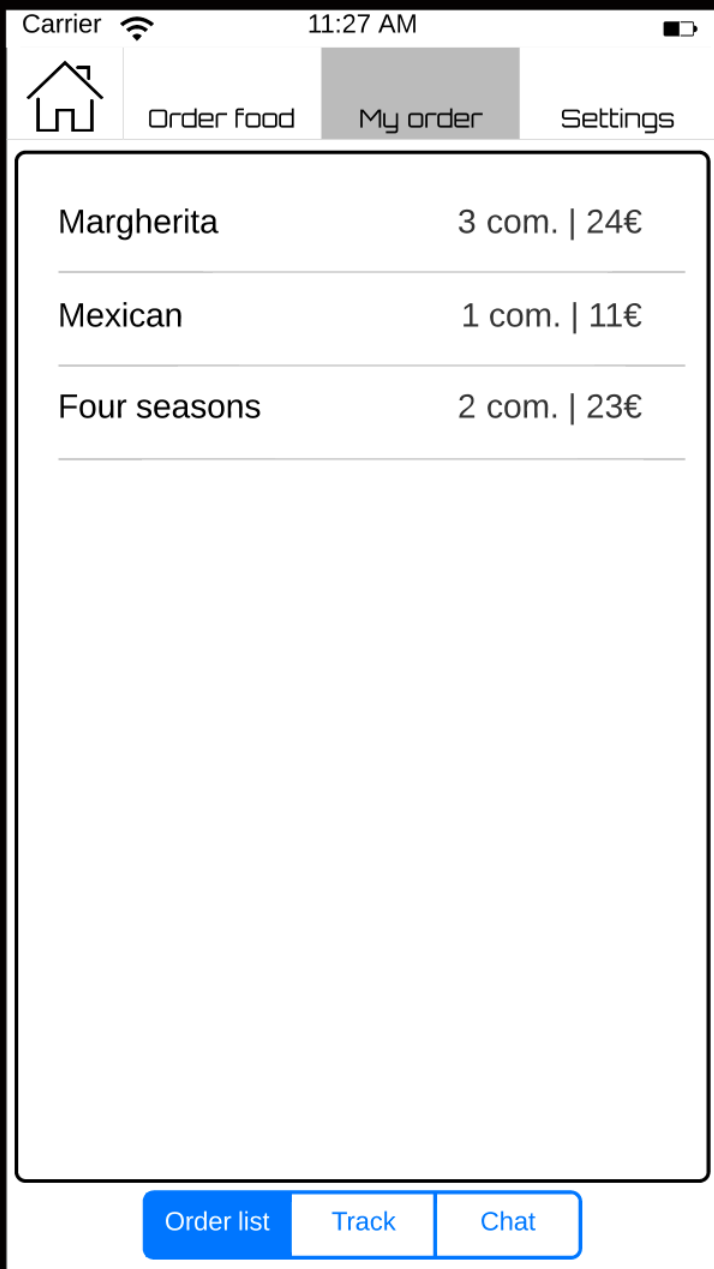 Carrier 11:27 AM
Order food My order Settings
Margherita 3 com. | 24€
Mexican 1 com. | 11€
Four seasons 2 com. | 23€
Order list Track Chat